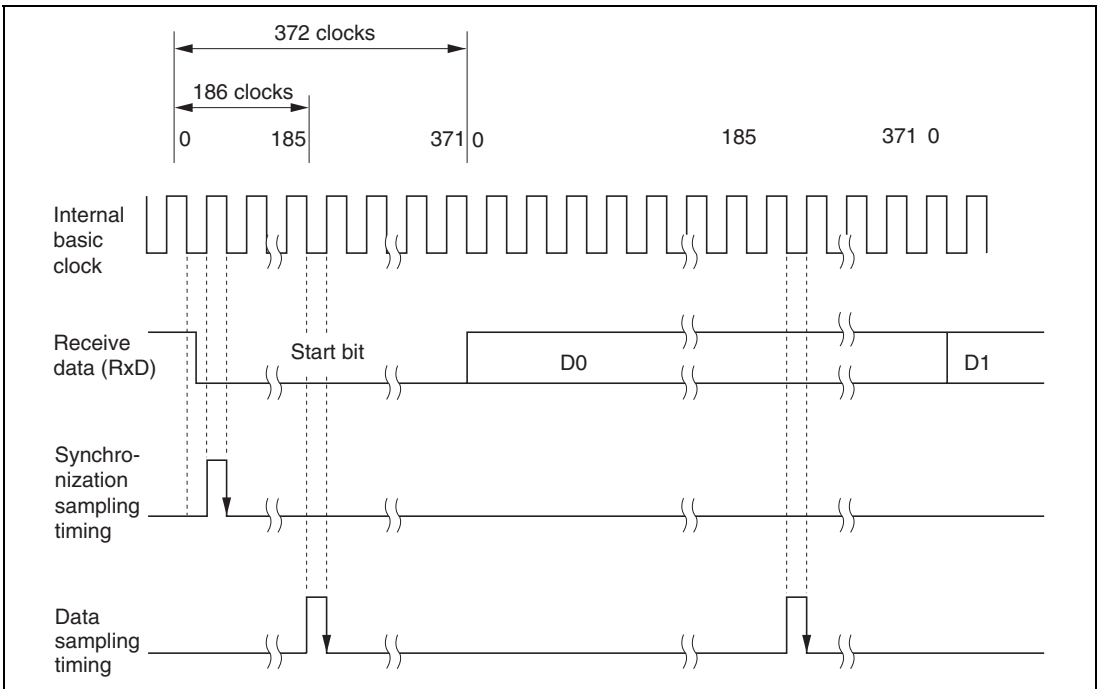 372 clocks
186 clocks
0 185 371 0 185 371 0
Internal
basic
clock
Receive
data (RxD)
Start bit
D0
D1
Synchro-
nization
sampling
timing
Data
sampling
timing